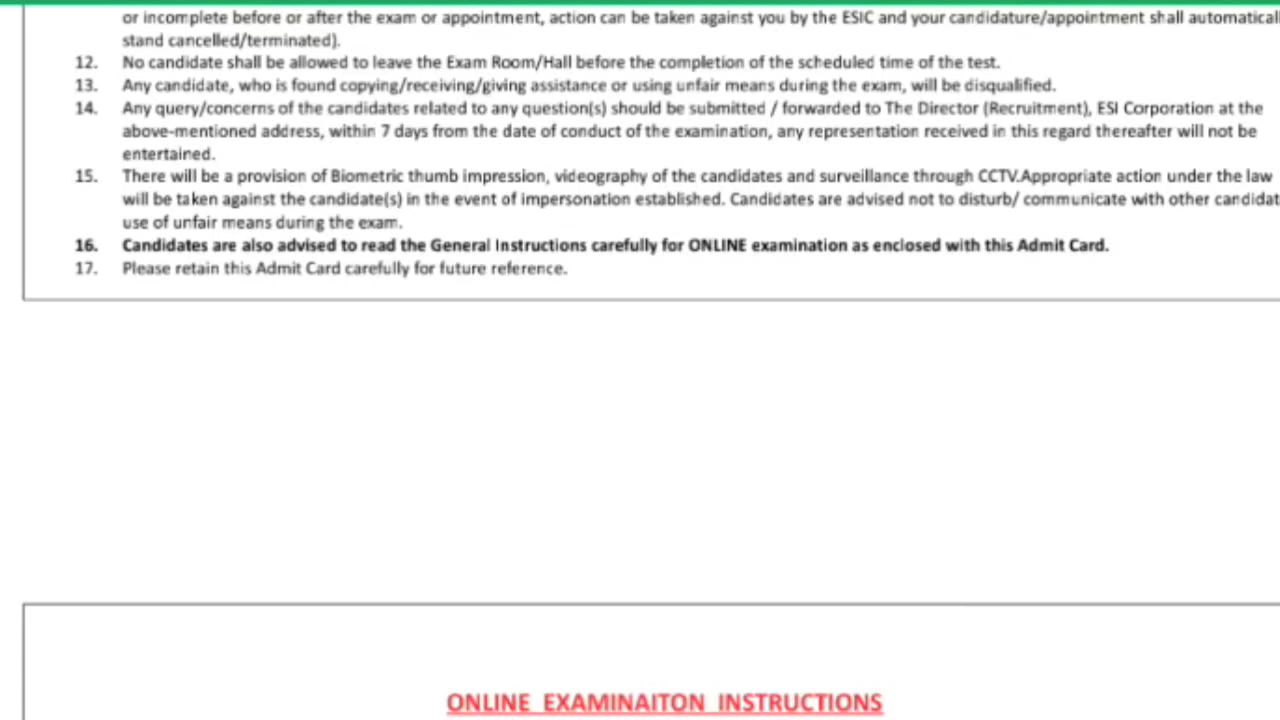 or incomplete before or after the exam or appointment, action can be taken against you by the ESIC and your candidature/appointment shall
stand cancelled/terminated).
12. No candidate shall be allowed to leave the Exam Room/Hall before the completion of the scheduled time of the test.
13. Any candidate, who is found copying/receiving/giving assistance or using unfair means during the exam, will be disqualified.
14. Any query/concerns of the candidates related to any question(s) should be submitted / forwarded to The Director (Recruitment), ESI Corporation at the
above-mentioned address, within 7 days from the date of conduct of the examination, any representation received in this regard thereafter will not be
entertained.
15. There will be a provision of Biometric thumb impression, videography of the candidates and surveillance through CCTV.Appropriate action under the law
will be taken against the candidate(s) in the event of impersonation established. Candidates are advised not to disturb/ communicate with other
use of unfair means during the exam.
16. Candidates are also advised to read the General Instructions carefully for ONLINE examination as enclosed with this Admit Card.
17. Please retain this Admit Card carefully for future reference.
ONLINE EXAMINAITON INSTRUCTIONS